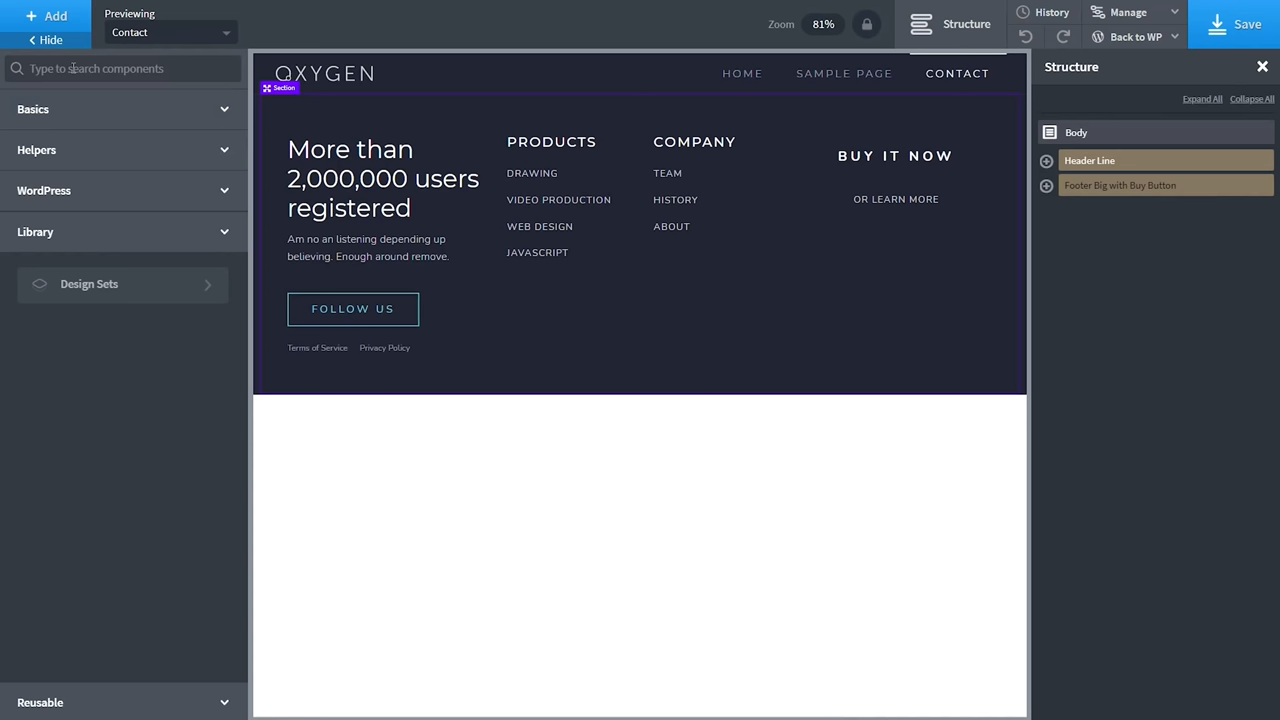 Add
Hide
Previewing
Contact
Zoom
81%
Structure
History
Manage
Back to WP
Save
Type to search components
Basics
Helpers
WordPress
Library
Design Sets
Reusable
OXYGEN
HOME
SAMPLE PAGE
CONTACT
Section
More than
2,000,000 users
registered
Am no an listening depending up
believing. Enough around remove.
FOLLOW US
Terms of Service
Privacy Policy
PRODUCTS
DRAWING
VIDEO PRODUCTION
WEB DESIGN
JAVASCRIPT
COMPANY
TEAM
HISTORY
ABOUT
BUY IT NOW
OR LEARN MORE
Structure
Expand All
Collapse All
Body
Header Line
Footer Big with Buy Button